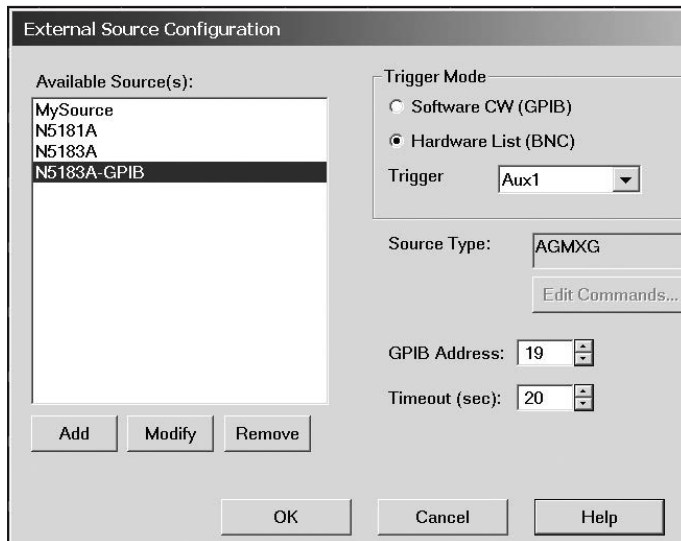 External Source Configuration
Available Source(s):
MySource
N5181A
N5183A
N5183A-GPIB
Add
Modify
Remove
Trigger Mode
Software CW (GPIB)
Hardware List (BNC)
Trigger
Aux1
Source Type:
AGMXG
Edit Commands...
GPIB Address:
19
Timeout (sec):
20
OK
Cancel
Help